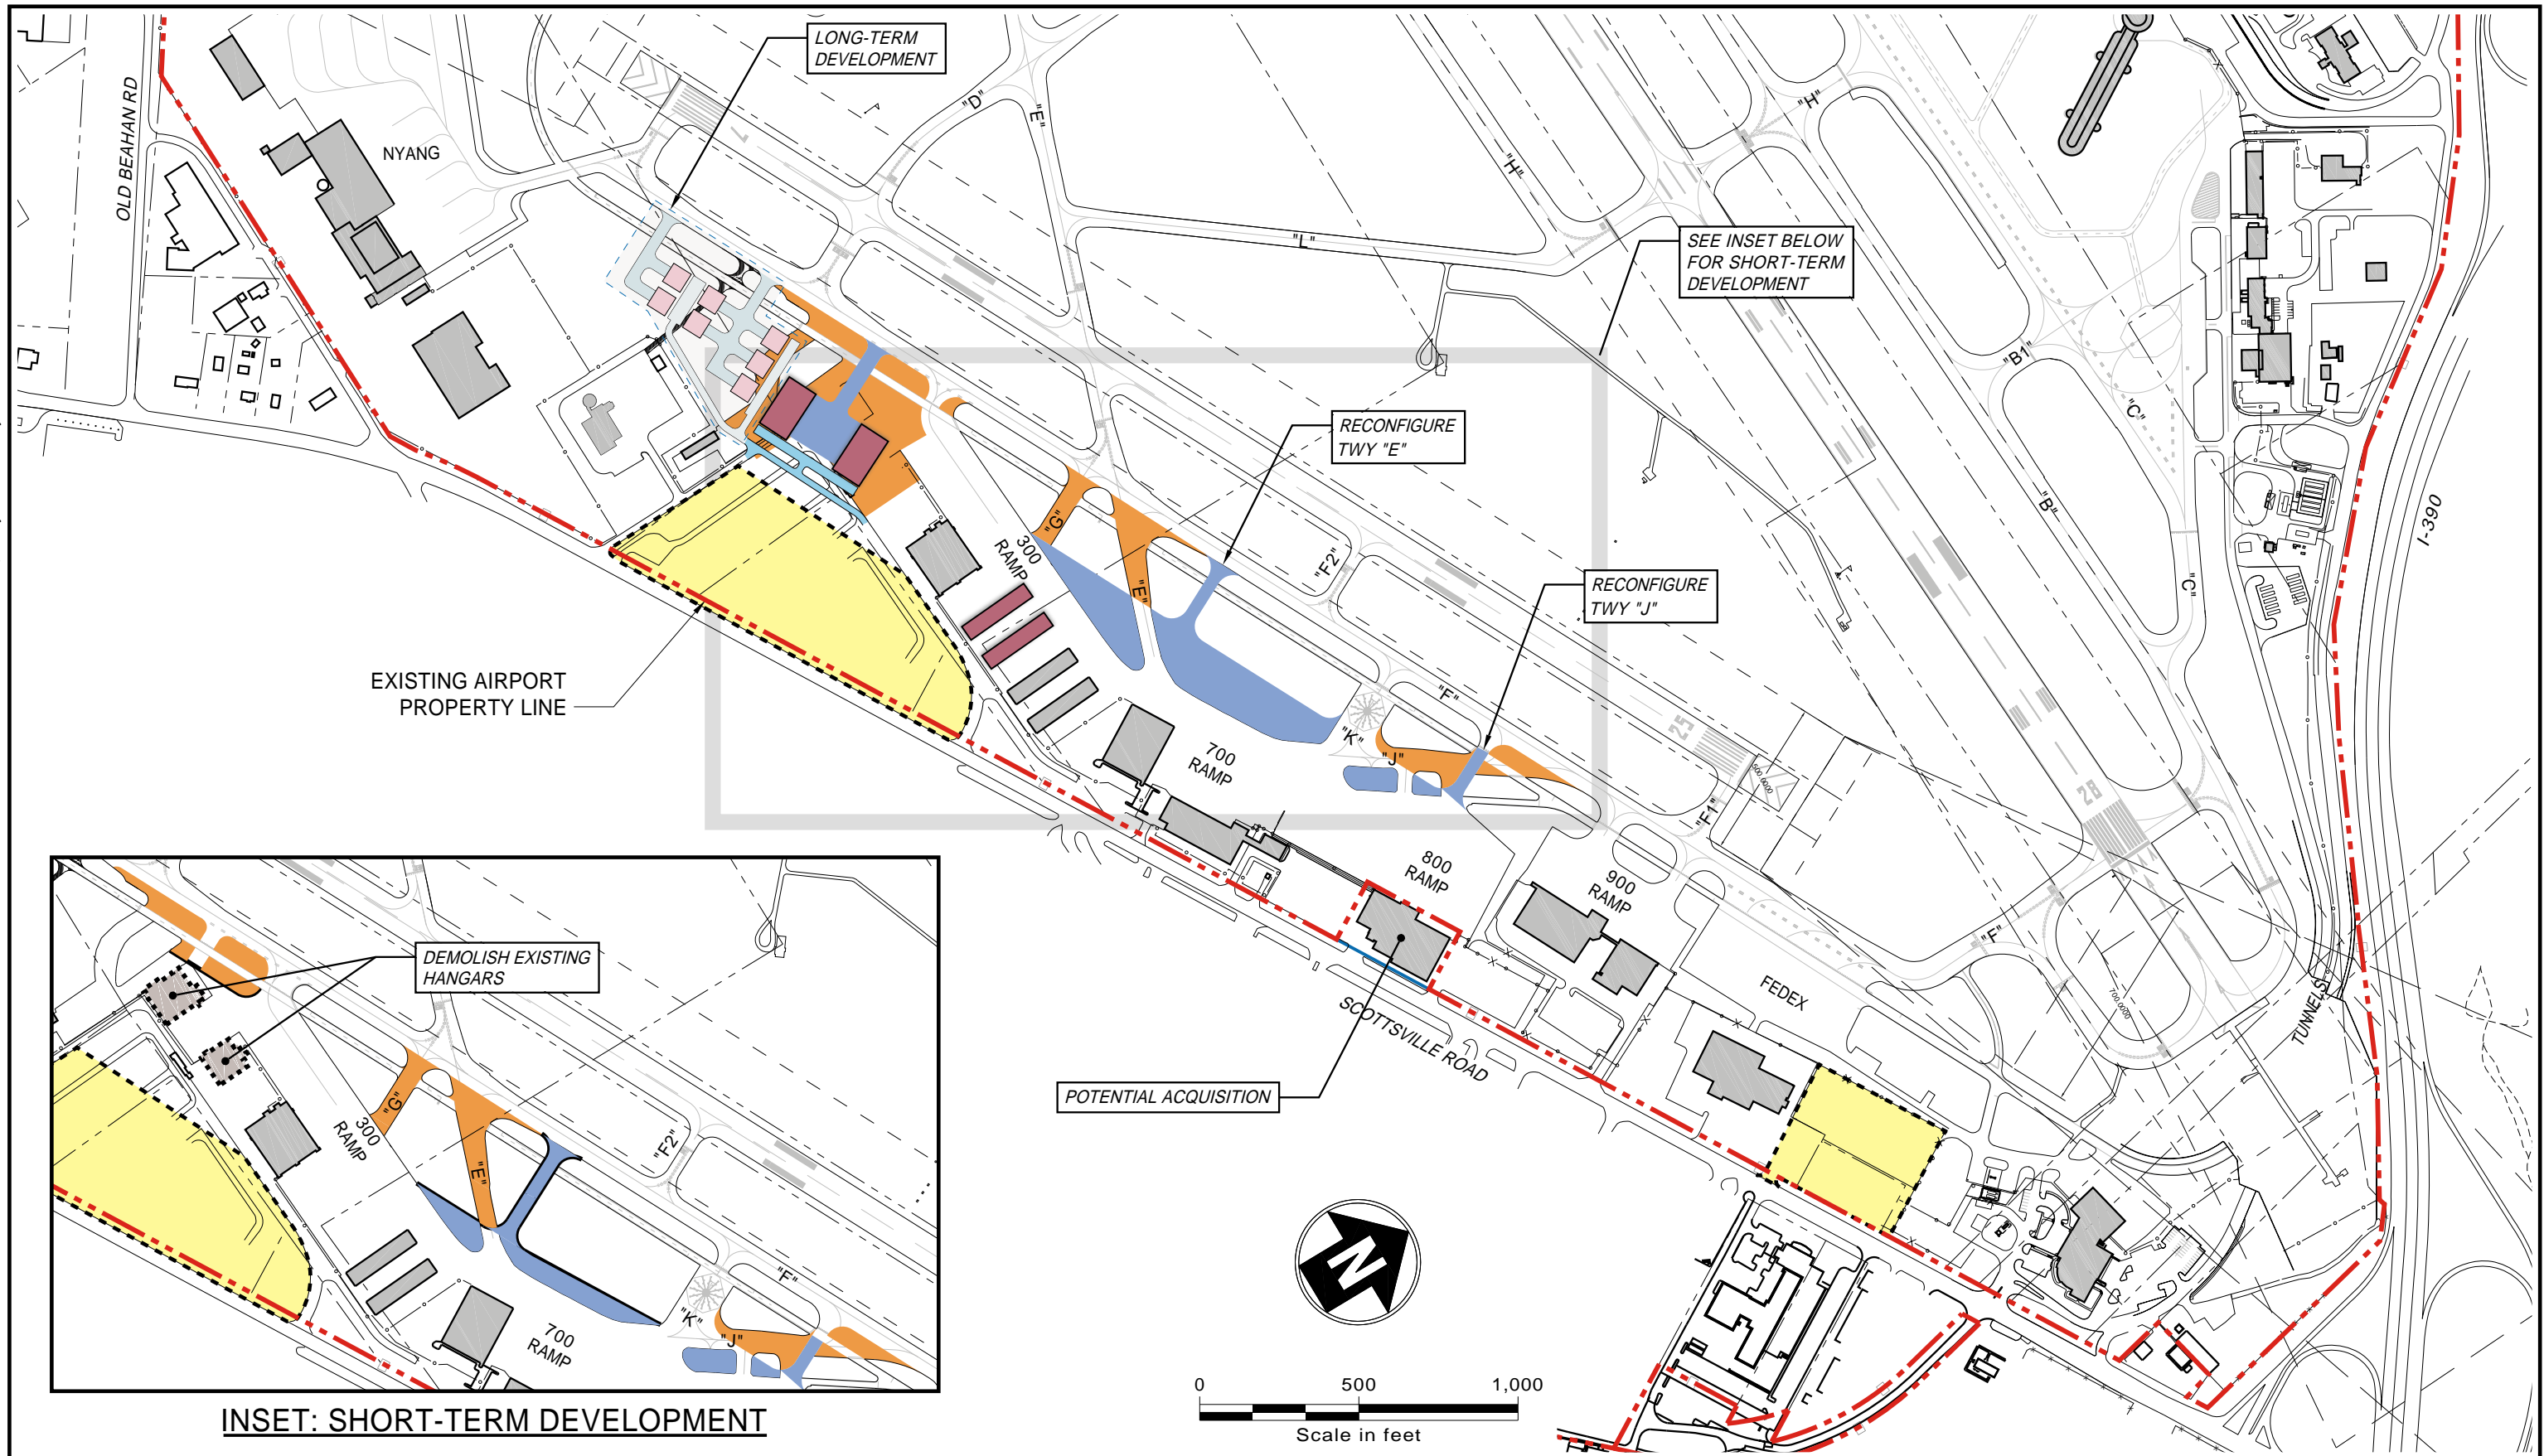 LONG-TERM
DEVELOPMENT
OLD BEAHAN RD
NYANG
7
"D"
"E"
"H"
"H"
"L"
SEE INSET BELOW
FOR SHORT-TERM
DEVELOPMENT
"B1"
"C"
"B"
"C"
I-390
RECONFIGURE
TWY "E"
"G"
300
RAMP
"E"
"F2"
RECONFIGURE
TWY "J"
EXISTING AIRPORT
PROPERTY LINE
"F"
"K"
"J"
25
"F1"
28
700
RAMP
800
RAMP
900
RAMP
"F"
FEDEX
TUNNELS
SCOTTSVILLE ROAD
POTENTIAL ACQUISITION
DEMOLISH EXISTING
HANGARS
"G"
300
RAMP
"E"
"F2"
"F"
"K"
"J"
700
RAMP
INSET: SHORT-TERM DEVELOPMENT
N
0 500 1,000
Scale in feet